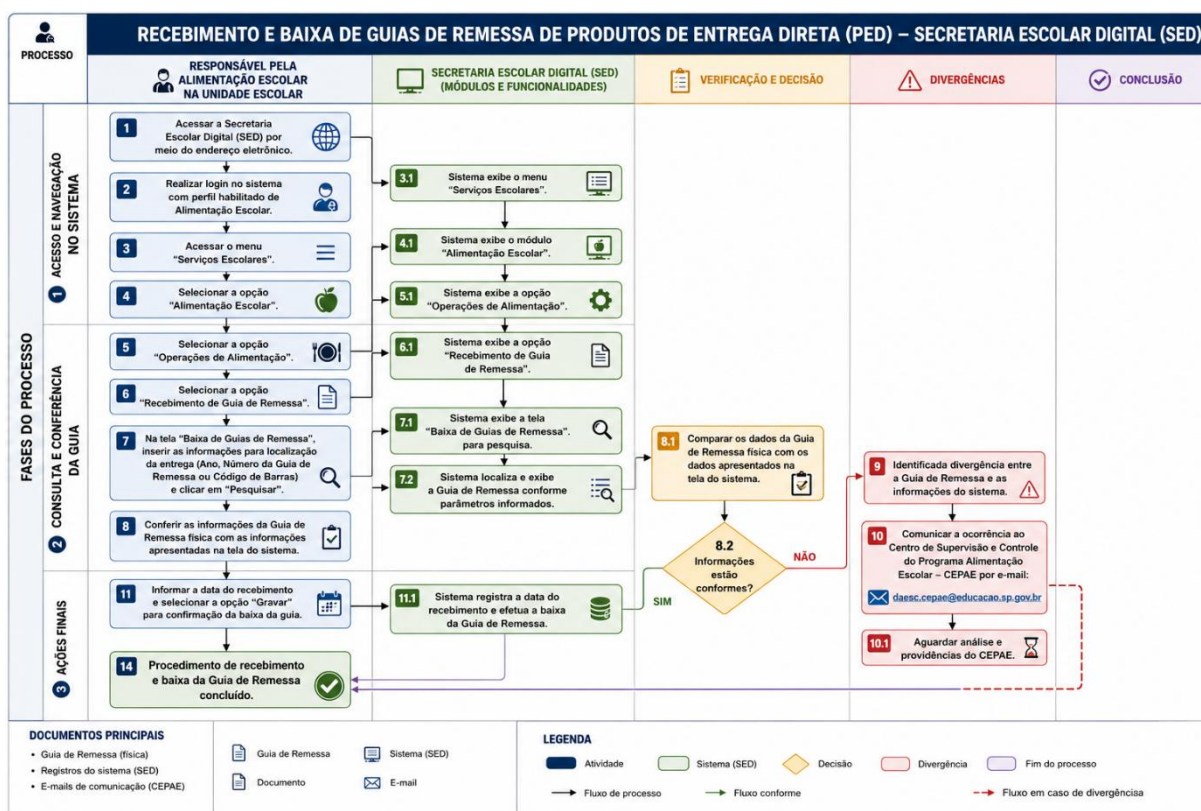 PROCESSO
RECEBIMENTO E BAIXA DE GUIAS DE REMESSA DE PRODUTOS DE ENTREGA DIRETA (PED) – SECRETARIA ESCOLAR DIGITAL (SED)
RESPONSÁVEL PELA
ALIMENTAÇÃO ESCOLAR
NA UNIDADE ESCOLAR
SECRETARIA ESCOLAR DIGITAL (SED)
(MÓDULOS E FUNCIONALIDADES)
VERIFICAÇÃO E DECISÃO
DIVERGÊNCIAS
CONCLUSÃO
FASES DO PROCESSO
1 ACESSO E NAVEGAÇÃO
NO SISTEMA
1
Acessar a Secretaria
Escolar Digital (SED) por
meio do endereço eletrônico.
2
Realizar login no sistema
com perfil habilitado de
Alimentação Escolar.
3
Acessar o menu
"Serviços Escolares".
4
Selecionar a opção
"Alimentação Escolar".
3.1
Sistema exibe o menu
"Serviços Escolares".
4.1
Sistema exibe o módulo
"Alimentação Escolar".
5.1
Sistema exibe a opção
"Operações de Alimentação".
2 CONSULTA E CONFERÊNCIA
DA GUIA
5
Selecionar a opção
"Operações de Alimentação".
6
Selecionar a opção
"Recebimento de Guia de Remessa".
7
Na tela "Baixa de Guias de Remessa",
inserir as informações para localização
da entrega (Ano, Número da Guia de
Remessa ou Código de Barras)
e clicar em "Pesquisar".
8
Conferir as informações da Guia de
Remessa física com as informações
apresentadas na tela do sistema.
6.1
Sistema exibe a opção
"Recebimento de Guia
de Remessa".
7.1
Sistema exibe a tela
"Baixa de Guias de Remessa".
para pesquisa.
7.2
Sistema localiza e exibe
a Guia de Remessa conforme
parâmetros informados.
8.1
Comparar os dados da Guia
de Remessa física com os
dados apresentados na
tela do sistema.
8.2
Informações
estão
conformes?
NÃO
SIM
9
Identificada divergência entre
a Guia de Remessa e as
informações do sistema.
10
Comunicar a ocorrência ao
Centro de Supervisão e Controle
do Programa Alimentação
Escolar – CEPAE por e-mail:
daesc.cepae@educacao.sp.gov.br
10.1
Aguardar análise e
providências do CEPAE.
3 AÇÕES FINAIS
11
Informar a data do recebimento
e selecionar a opção "Gravar"
para confirmação da baixa da guia.
11.1
Sistema registra a data do
recebimento e efetua a baixa
da Guia de Remessa.
14
Procedimento de recebimento
e baixa da Guia de Remessa
concluído.
DOCUMENTOS PRINCIPAIS
• Guia de Remessa (física)
• Registros do sistema (SED)
• E-mails de comunicação (CEPAE)
Guia de Remessa
Sistema (SED)
Documento
E-mail
LEGENDA
Atividade
Sistema (SED)
Decisão
Divergência
Fim do processo
Fluxo de processo
Fluxo conforme
Fluxo em caso de divergêncisa